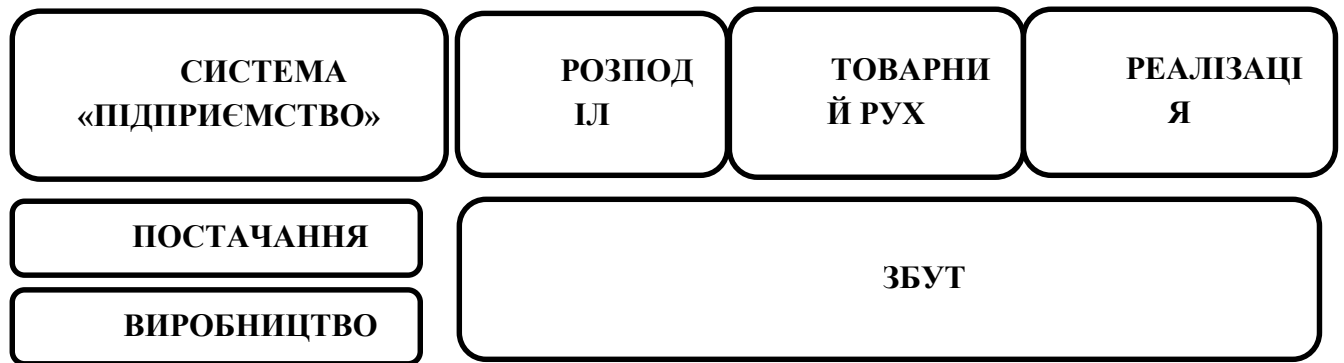 СИСТЕМА
«ПІДПРИЄМСТВО»
РОЗПОД
ІЛ
ТОВАРНИ
Й РУХ
РЕАЛІЗАЦІ
Я
ПОСТАЧАННЯ
ВИРОБНИЦТВО
ЗБУТ